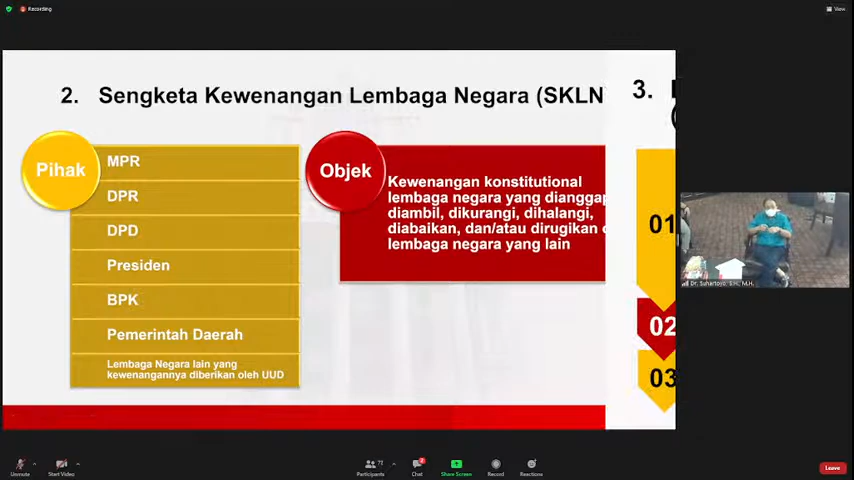 Recording
View
2. Sengketa Kewenangan Lembaga Negara (SKLN
3.
Pihak
MPR
DPR
DPD
Presiden
BPK
Pemerintah Daerah
Lembaga Negara lain yang
kewenangannya diberikan oleh UUD
Objek
Kewenangan konstitutional
lembaga negara yang dianggap
diambil, dikurangi, dihalangi,
diabaikan, dan/atau dirugikan
lembaga negara yang lain
01
02
03
Dr. Suhartoyo, S.H., M.H.
Unmute
Start Video
Participants
Chat
Share Screen
Record
Reactions
Leave